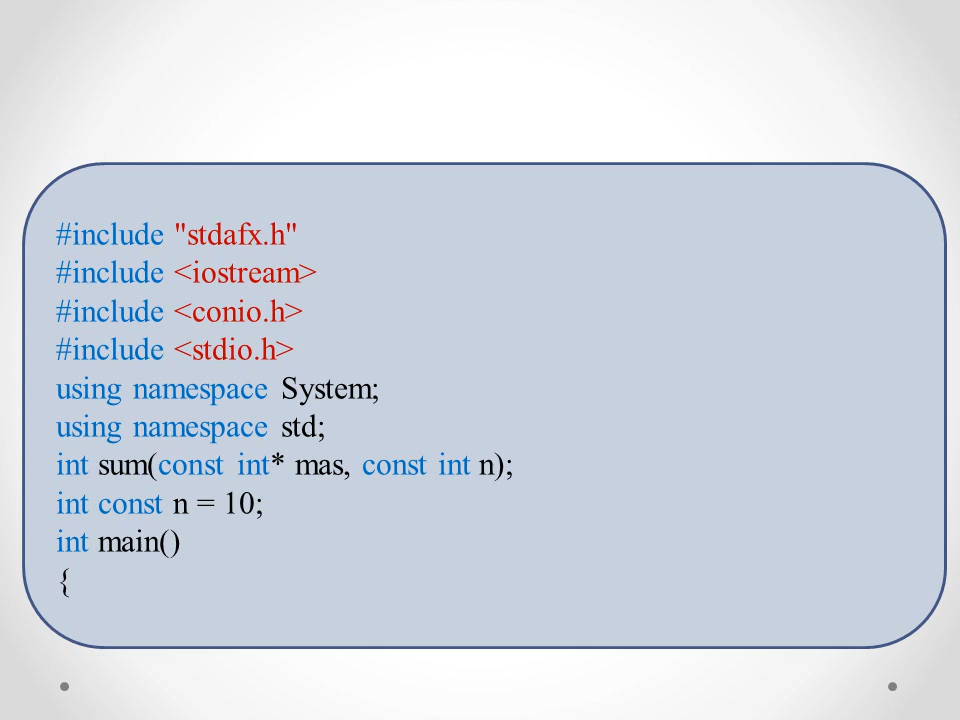 #include "stdafx.h"
#include <iostream>
#include <conio.h>
#include <stdio.h>
using namespace System;
using namespace std;
int sum(const int* mas, const int n);
int const n = 10;
int main()
{